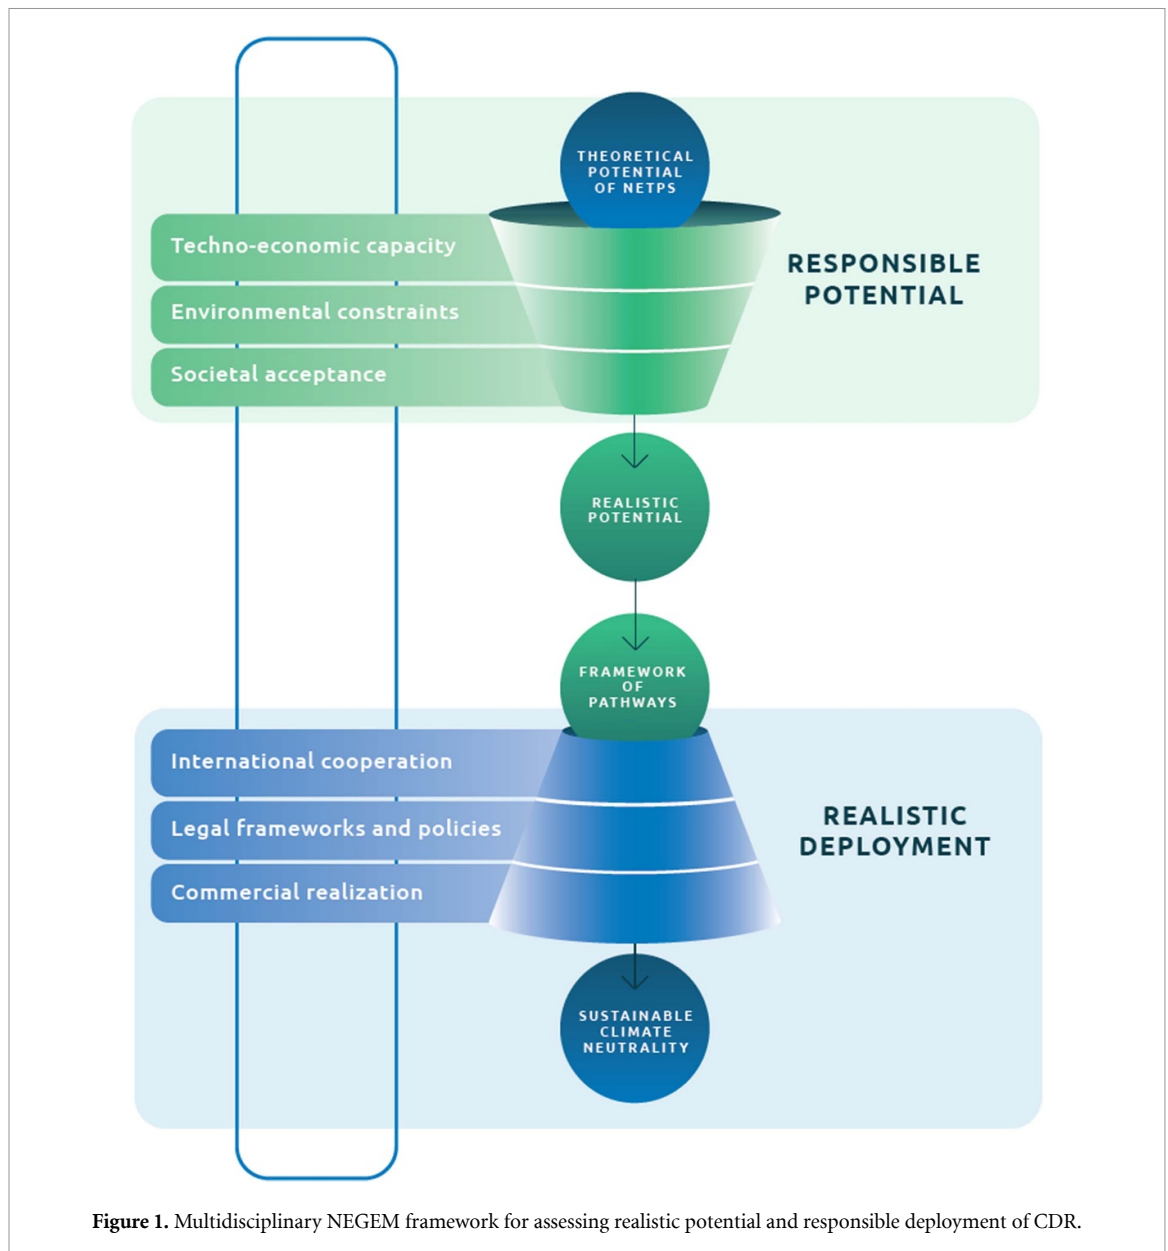 THEORETICAL
POTENTIAL
OF NETPS
Techno-economic capacity
Environmental constraints
Societal acceptance
RESPONSIBLE
POTENTIAL
REALISTIC
POTENTIAL
FRAMEWORK
OF
PATHWAYS
International cooperation
Legal frameworks and policies
Commercial realization
REALISTIC
DEPLOYMENT
SUSTAINABLE
CLIMATE
NEUTRALITY
Figure 1. Multidisciplinary NEGEM framework for assessing realistic potential and responsible deployment of CDR.